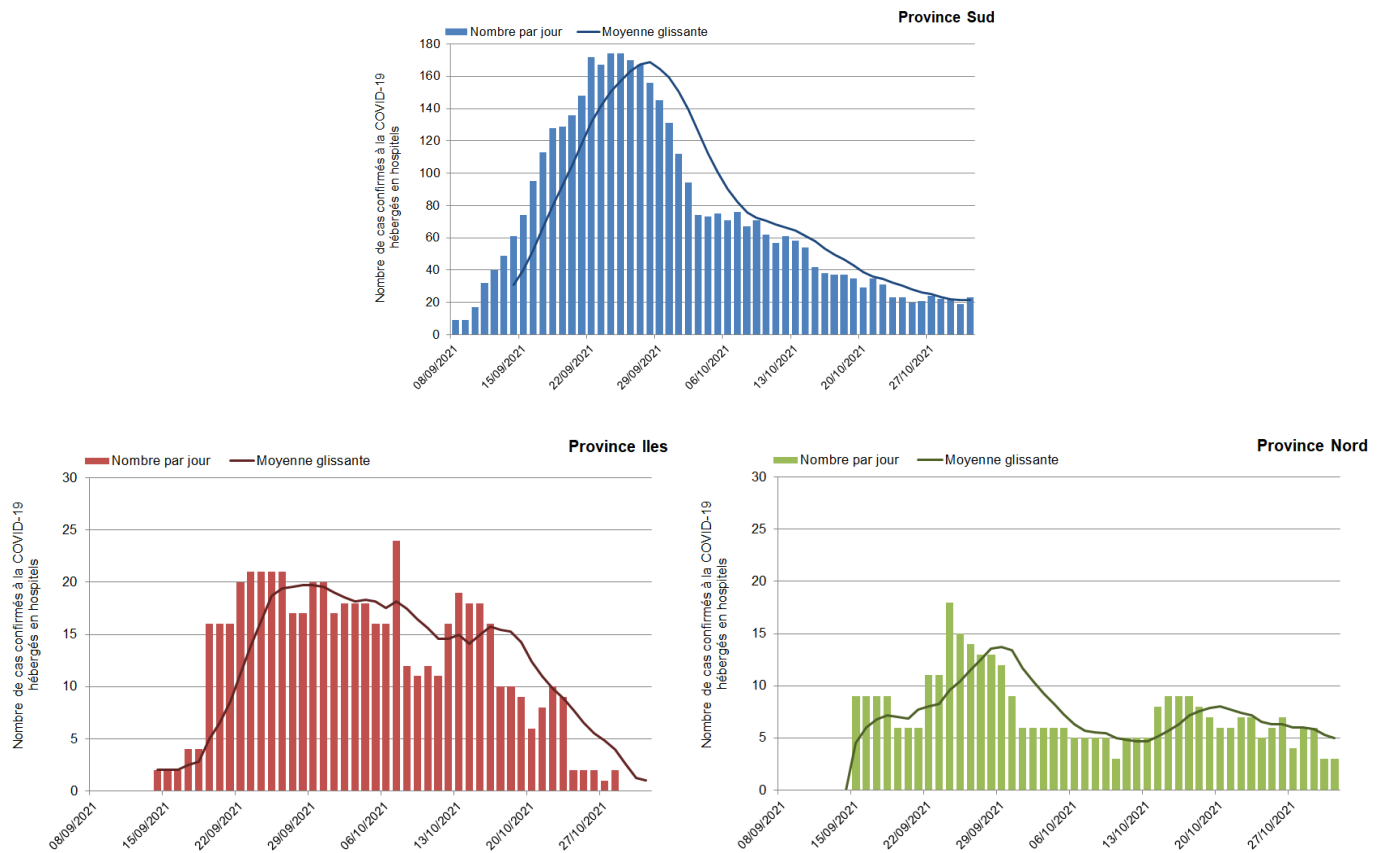 Province Sud
Nombre par jour Moyenne glissante
Nombre de cas confirmés à la COVID-19
hébergés en hospitels
180
160
140
120
100
80
60
40
20
0
08/09/2021 15/09/2021 22/09/2021 29/09/2021 06/10/2021 13/10/2021 20/10/2021 27/10/2021
Province Iles
Nombre par jour Moyenne glissante
Nombre de cas confirmés à la COVID-19
hébergés en hospitels
30
25
20
15
10
5
0
08/09/2021 15/09/2021 22/09/2021 29/09/2021 06/10/2021 13/10/2021 20/10/2021 27/10/2021
Province Nord
Nombre par jour Moyenne glissante
Nombre de cas confirmés à la COVID-19
hébergés en hospitels
30
25
20
15
10
5
0
08/09/2021 15/09/2021 22/09/2021 29/09/2021 06/10/2021 13/10/2021 20/10/2021 27/10/2021